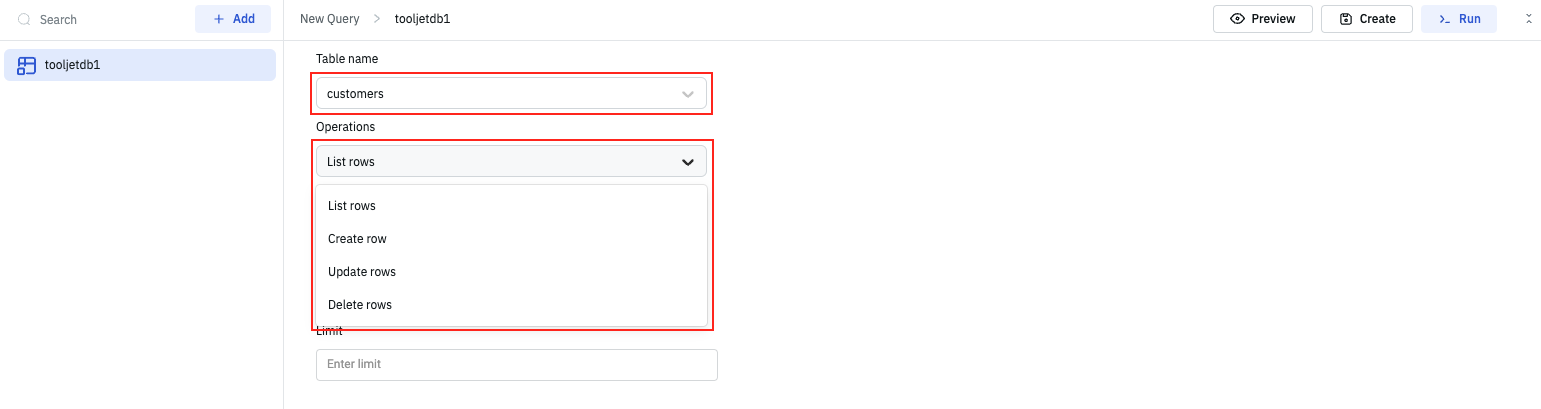 Search
Add
New Query
tooljetdb1
Preview
Create
Run
tooljetdb1
Table name
customers
Operations
List rows
List rows
Create row
Update rows
Delete rows
Limit
Enter limit